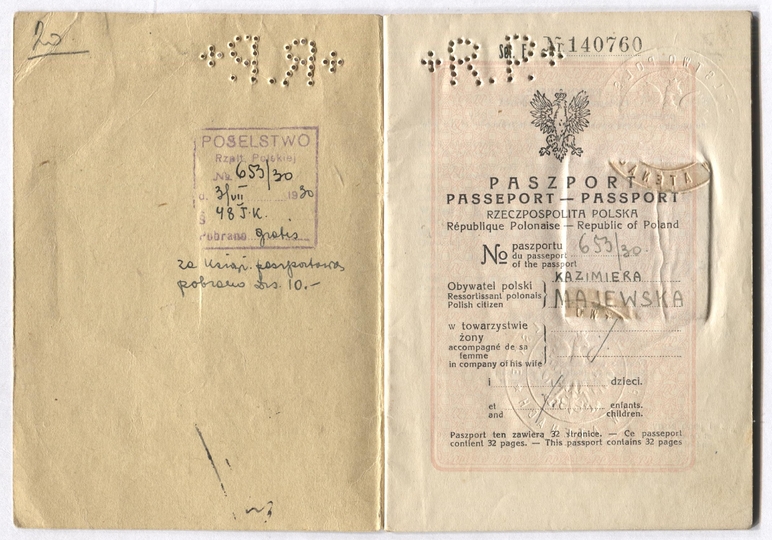 20.
+R.P.+
POSELSTWO
Rzplt. Polskiej
№ 653/30
d. 3/VII 1930
Ś 48 J.K.
Pobrano gratis
za książ. paszportową
pobrano 10.-
+R.P.+
Ser. E № 140760
PASZPORT
PASSEPORT — PASSPORT
RZECZPOSPOLITA POLSKA
République Polonaise — Republic of Poland
№ paszportu 653/30.
du passeport
of the passport
KAZIMIERA
Obywatel polski
Ressortissant polonais MAJEWSKA
Polish citizen
w towarzystwie
żony
accompagné de sa
femme
in company of his wife
i dzieci.
et enfants.
and children.
Paszport ten zawiera 32 stronice. — Ce passeport
contient 32 pages. — This passport contains 32 pages